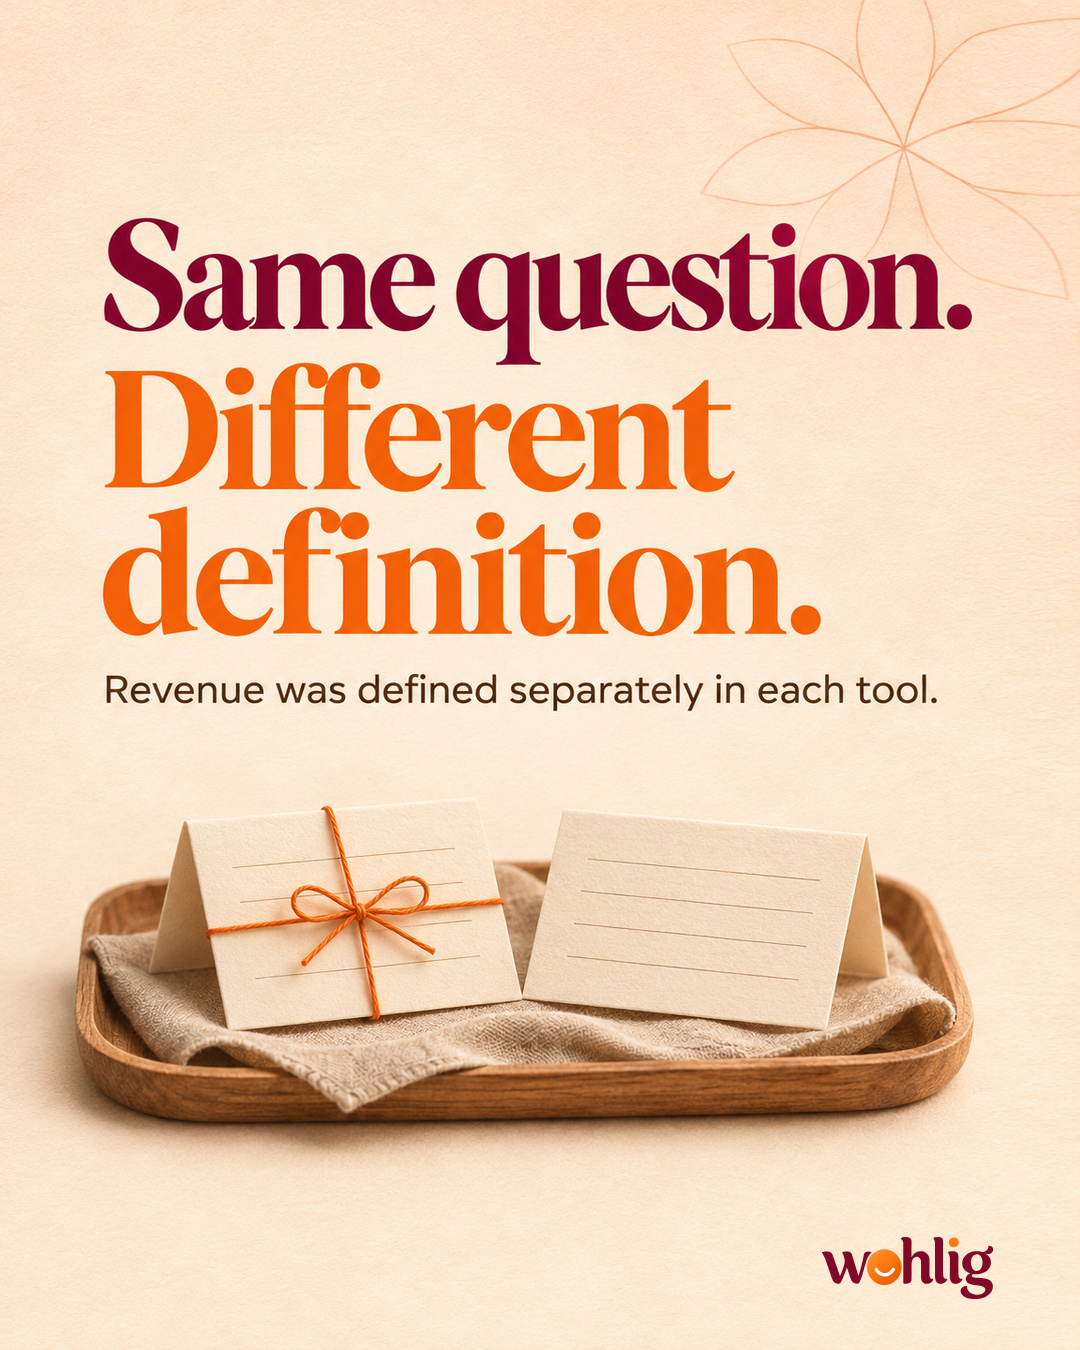 Same question.
Different
definition.
Revenue was defined separately in each tool.
wohlig